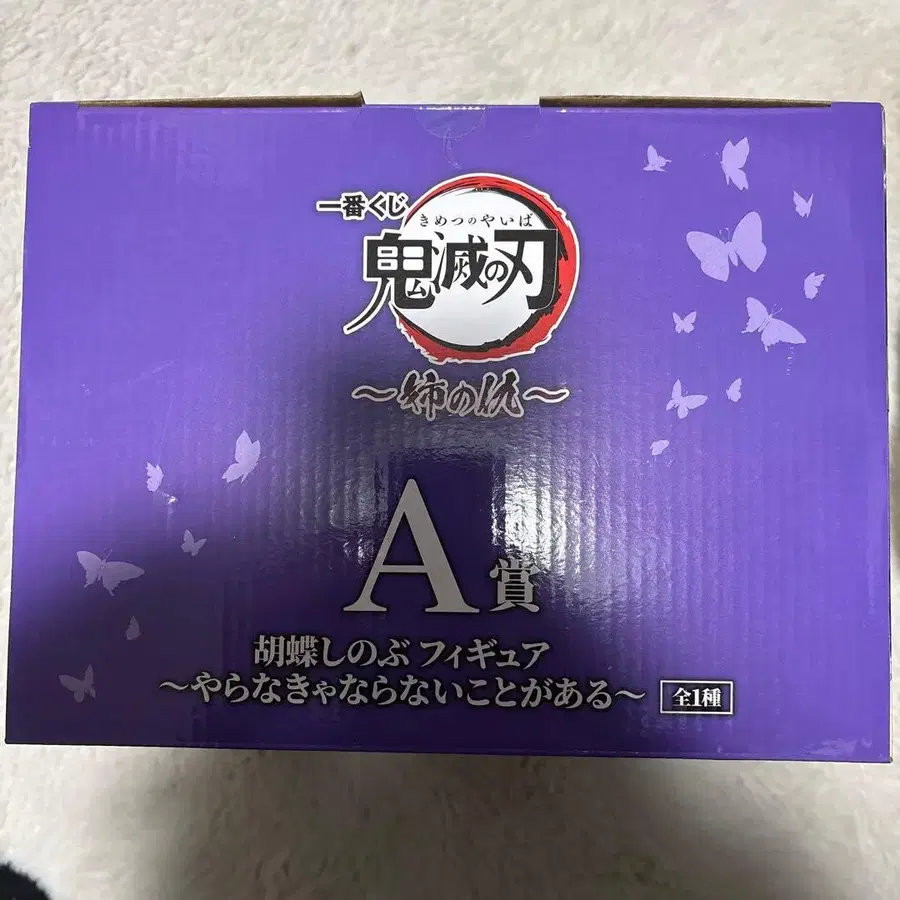 一番くじ
きめつのやいば
鬼滅の刃
～姉の仇～
A賞
胡蝶しのぶ フィギュア
～やらなきゃならないことがある～ 全1種